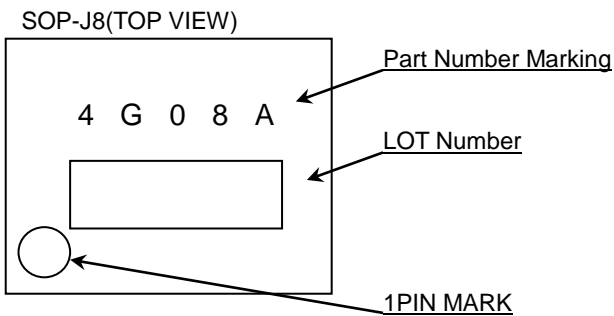 SOP-J8(TOP VIEW)
Part Number Marking
4 G 0 8 A
LOT Number
1PIN MARK